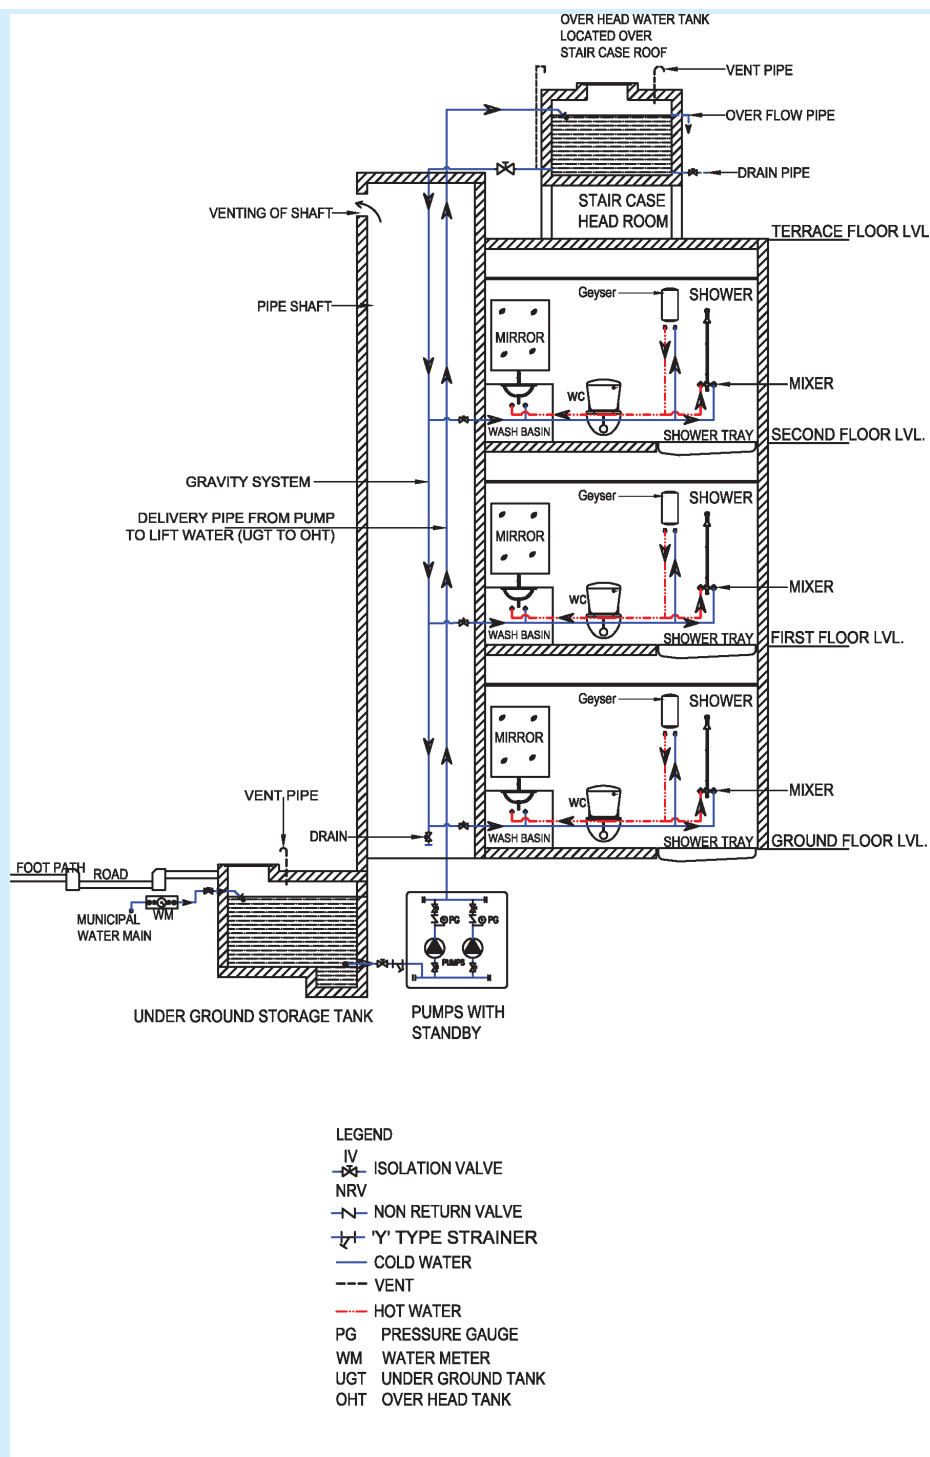 OVER HEAD WATER TANK
LOCATED OVER
STAIR CASE ROOF
VENT PIPE
OVER FLOW PIPE
DRAIN PIPE
STAIR CASE
HEAD ROOM
VENTING OF SHAFT
TERRACE FLOOR LVL
PIPE SHAFT
Geyser
SHOWER
MIRROR
MIXER
WC
WASH BASIN
SHOWER TRAY
SECOND FLOOR LVL.
GRAVITY SYSTEM
DELIVERY PIPE FROM PUMP
TO LIFT WATER (UGT TO OHT)
Geyser
SHOWER
MIRROR
MIXER
WC
WASH BASIN
SHOWER TRAY
FIRST FLOOR LVL.
Geyser
SHOWER
MIRROR
MIXER
WC
WASH BASIN
SHOWER TRAY
GROUND FLOOR LVL.
VENT PIPE
DRAIN
FOOT PATH
ROAD
WM
MUNICIPAL
WATER MAIN
PG
PG
PUMPS
UNDER GROUND STORAGE TANK
PUMPS WITH
STANDBY
LEGEND
IV
ISOLATION VALVE
NRV
NON RETURN VALVE
'Y' TYPE STRAINER
COLD WATER
VENT
HOT WATER
PG PRESSURE GAUGE
WM WATER METER
UGT UNDER GROUND TANK
OHT OVER HEAD TANK